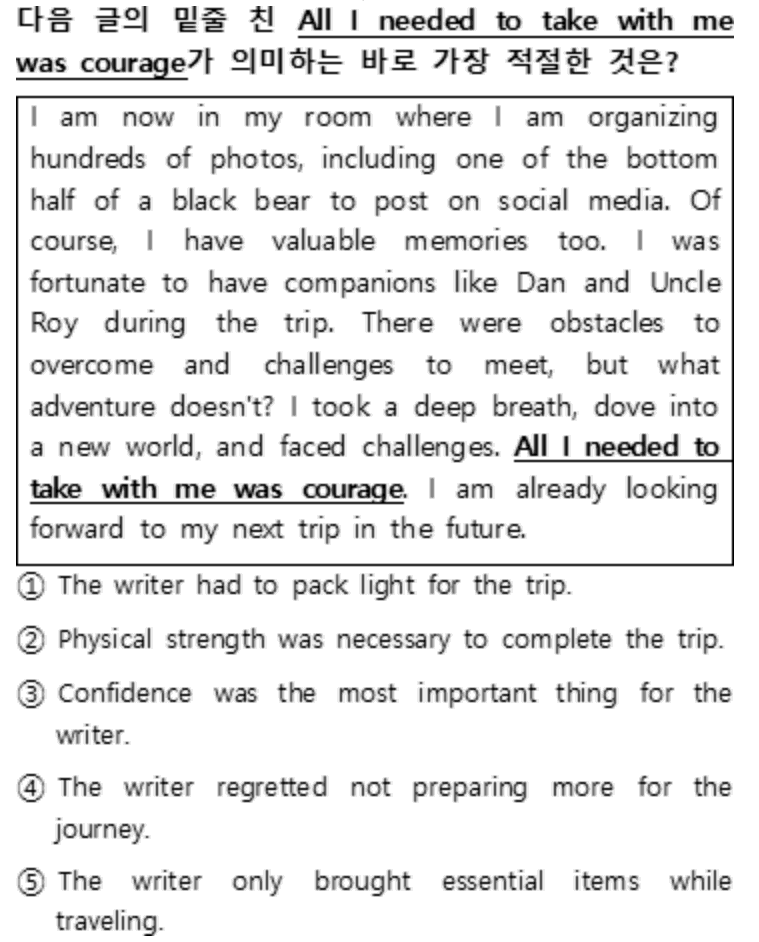 다음 글의 밑줄 친 All I needed to take with me
was courage가 의미하는 바로 가장 적절한 것은?
I am now in my room where I am organizing
hundreds of photos, including one of the bottom
half of a black bear to post on social media. Of
course, I have valuable memories too. I was
fortunate to have companions like Dan and Uncle
Roy during the trip. There were obstacles to
overcome and challenges to meet, but what
adventure doesn't? I took a deep breath, dove into
a new world, and faced challenges. All I needed to
take with me was courage. I am already looking
forward to my next trip in the future.
① The writer had to pack light for the trip.
② Physical strength was necessary to complete the trip.
③ Confidence was the most important thing for the
writer.
④ The writer regretted not preparing more for the
journey.
⑤ The writer only brought essential items while
traveling.